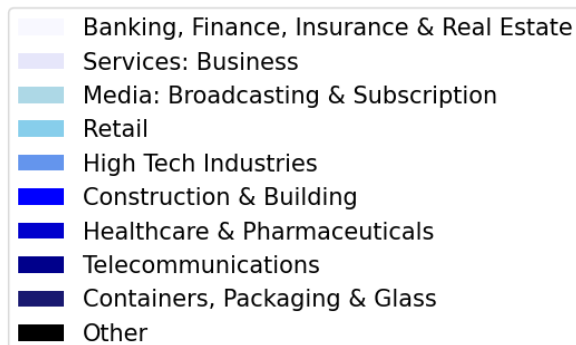 Banking, Finance, Insurance & Real Estate
Services: Business
Media: Broadcasting & Subscription
Retail
High Tech Industries
Construction & Building
Healthcare & Pharmaceuticals
Telecommunications
Containers, Packaging & Glass
Other